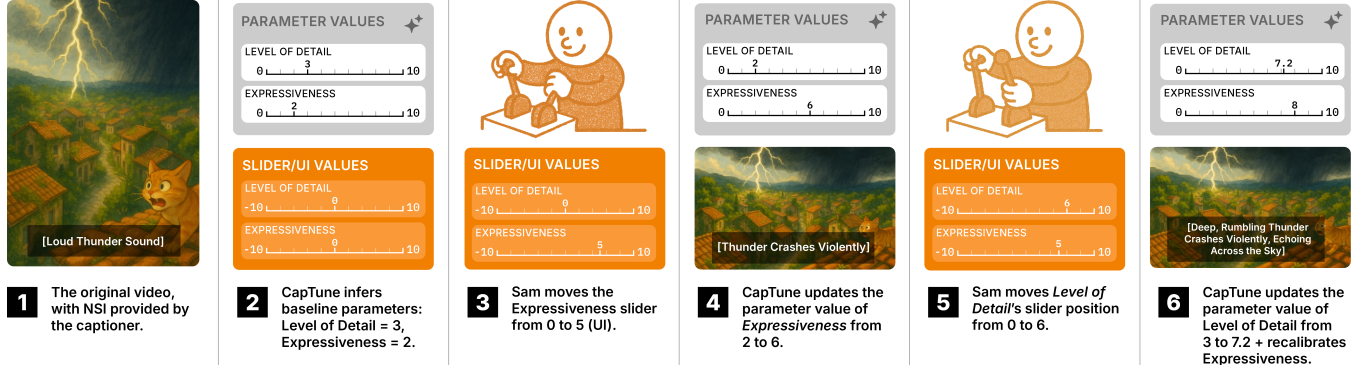 [Loud Thunder Sound]
1
The original video,
with NSI provided by
the captioner.
PARAMETER VALUES
LEVEL OF DETAIL
3
0
10
EXPRESSIVENESS
2
0
10
SLIDER/UI VALUES
LEVEL OF DETAIL
0
-10
10
EXPRESSIVENESS
0
-10
10
2
CapTune infers
baseline parameters:
Level of Detail = 3,
Expressiveness = 2.
SLIDER/UI VALUES
LEVEL OF DETAIL
0
-10
10
EXPRESSIVENESS
5
-10
10
3
Sam moves the
Expressiveness slider
from 0 to 5 (UI).
PARAMETER VALUES
LEVEL OF DETAIL
2
0
10
EXPRESSIVENESS
6
0
10
[Thunder Crashes Violently]
4
CapTune updates the
parameter value of
Expressiveness from
2 to 6.
SLIDER/UI VALUES
LEVEL OF DETAIL
6
-10
10
EXPRESSIVENESS
5
-10
10
5
Sam moves Level of
Detail's slider position
from 0 to 6.
PARAMETER VALUES
LEVEL OF DETAIL
7.2
0
10
EXPRESSIVENESS
8
0
10
[Deep, Rumbling Thunder
Crashes Violently, Echoing
Across the Sky]
6
CapTune updates the
parameter value of
Level of Detail from
3 to 7.2 + recalibrates
Expressiveness.